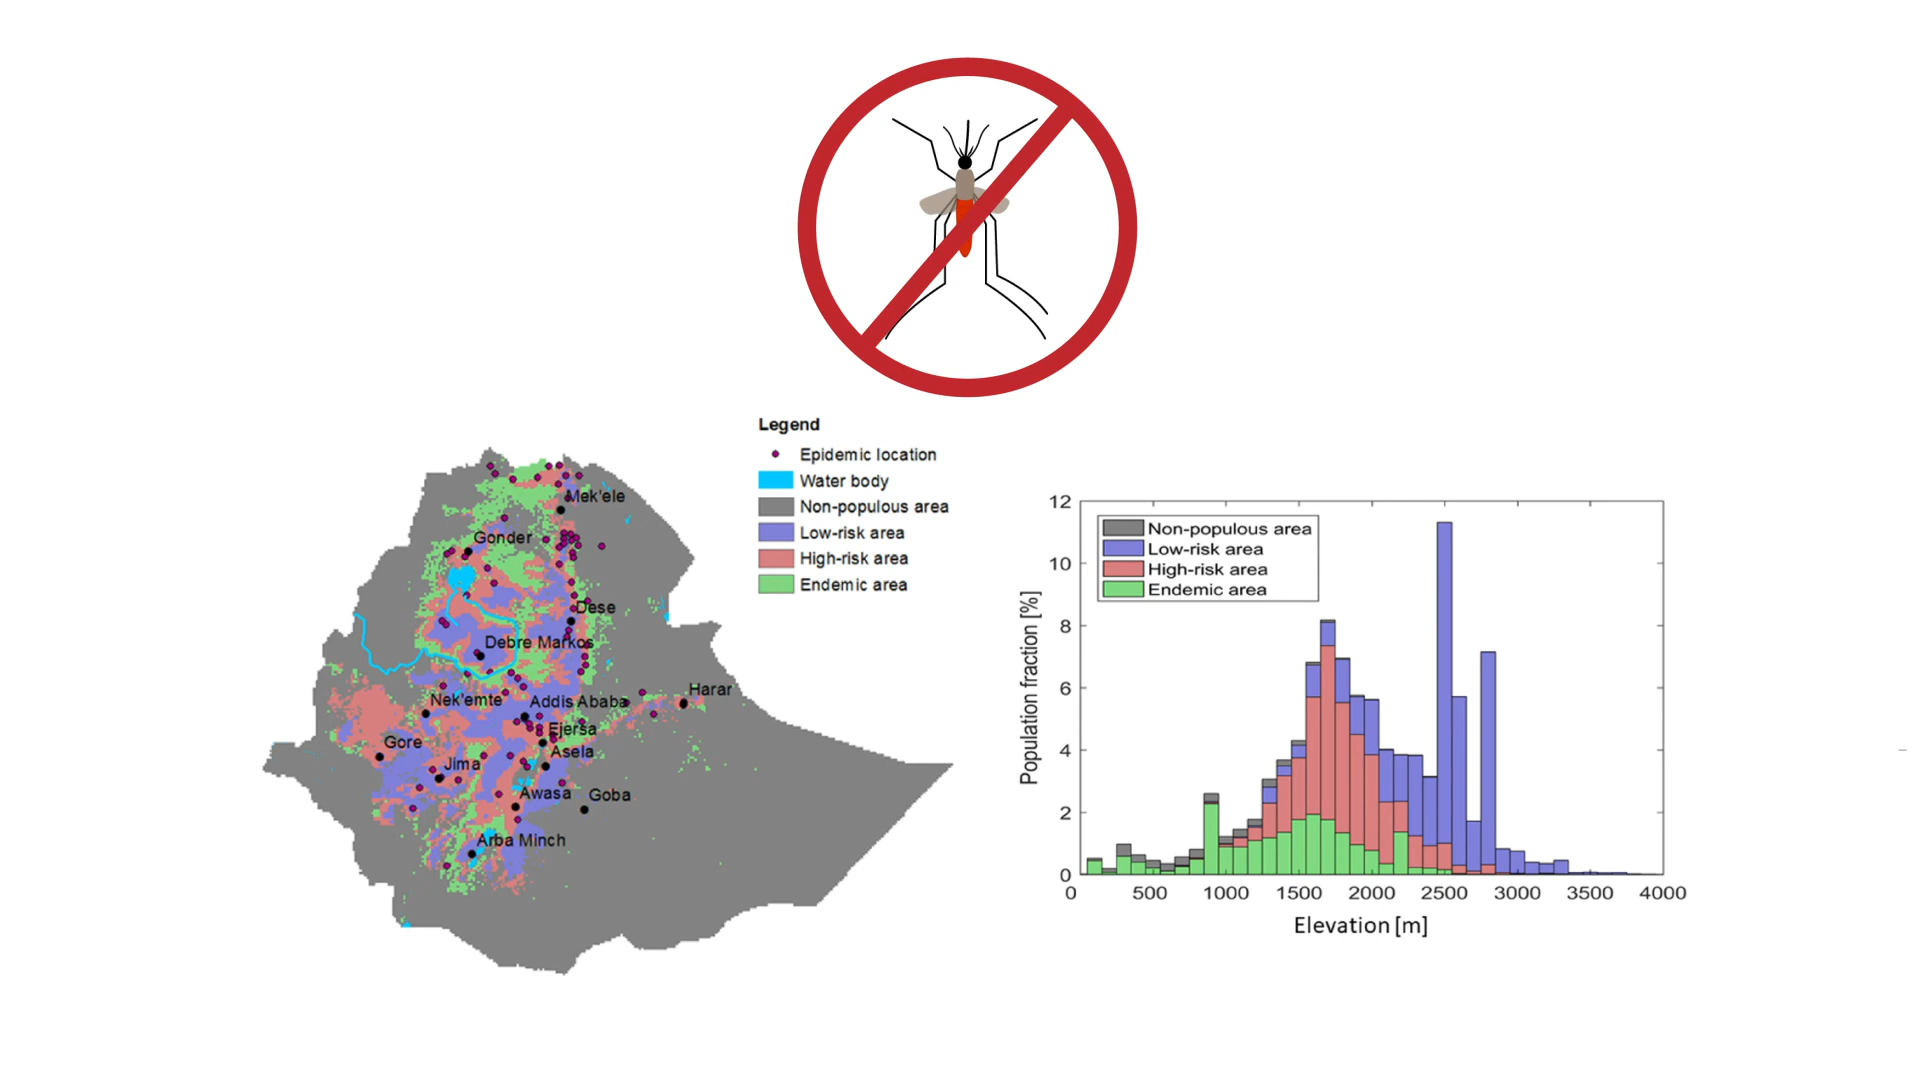 Legend
Epidemic location
Water body
Non-populous area
Low-risk area
High-risk area
Endemic area
Mek'ele
Gonder
Dese
Debre Markos
Harar
Nek'emte
Addis Ababa
Ejersa
Gore
Asela
Jima
Awasa
Goba
Arba Minch
12
10
8
6
4
2
0
Population fraction [%]
Non-populous area
Low-risk area
High-risk area
Endemic area
0 500 1000 1500 2000 2500 3000 3500 4000
Elevation [m]